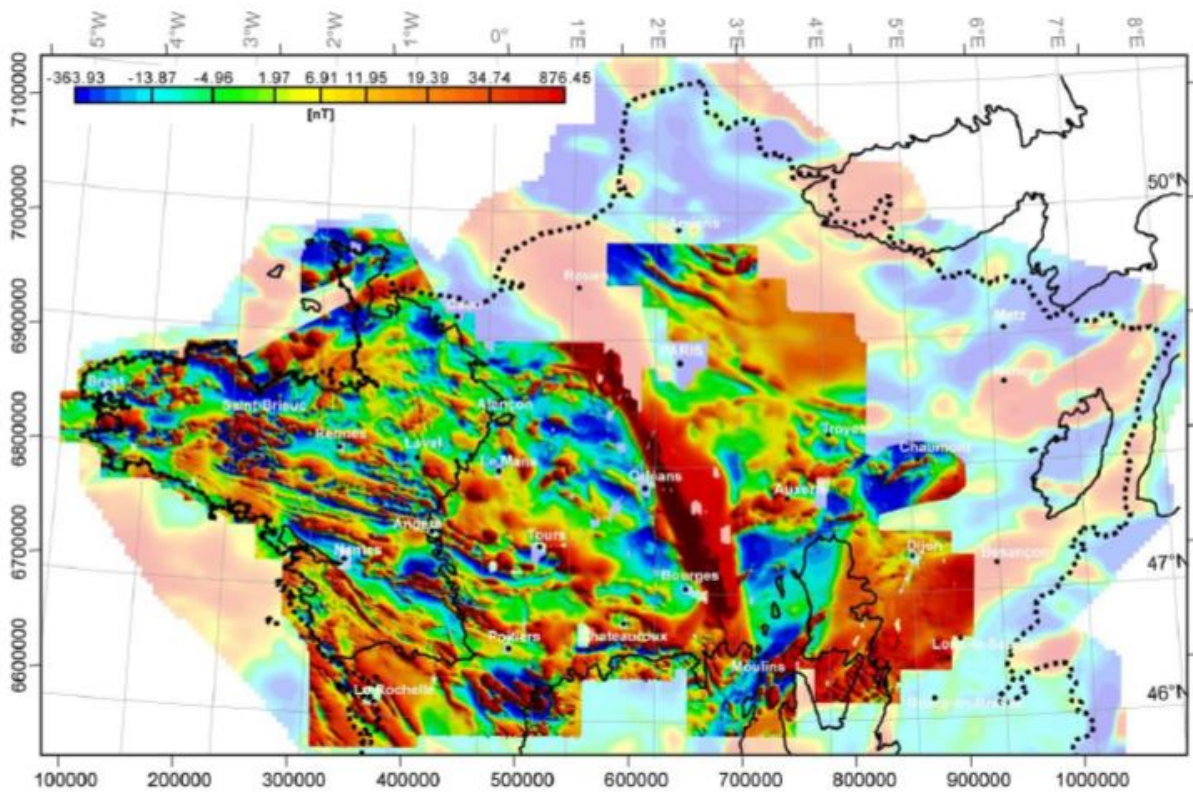 5°W 4°W 3°W 2°W 1°W 0° 1°E 2°E 3°E 4°E 5°E 6°E 7°E 8°E
-363.93 -13.87 -4.96 1.97 6.91 11.95 19.39 34.74 876.45
[nT]
7100000
50°N
7000000
Amiens
Rouen
6900000
Metz
PARIS
Brest
Saint Brieuc
Alençon
6800000
Rennes
Laval
Troyes
Chaumont
Le Mans
Orléans
Auxerre
Angers
6700000
Nantes
Tours
Dijon
Besançon
47°N
Bourges
6600000
Poitiers
Chateauroux
Moulins
La Rochelle
46°N
100000 200000 300000 400000 500000 600000 700000 800000 900000 1000000